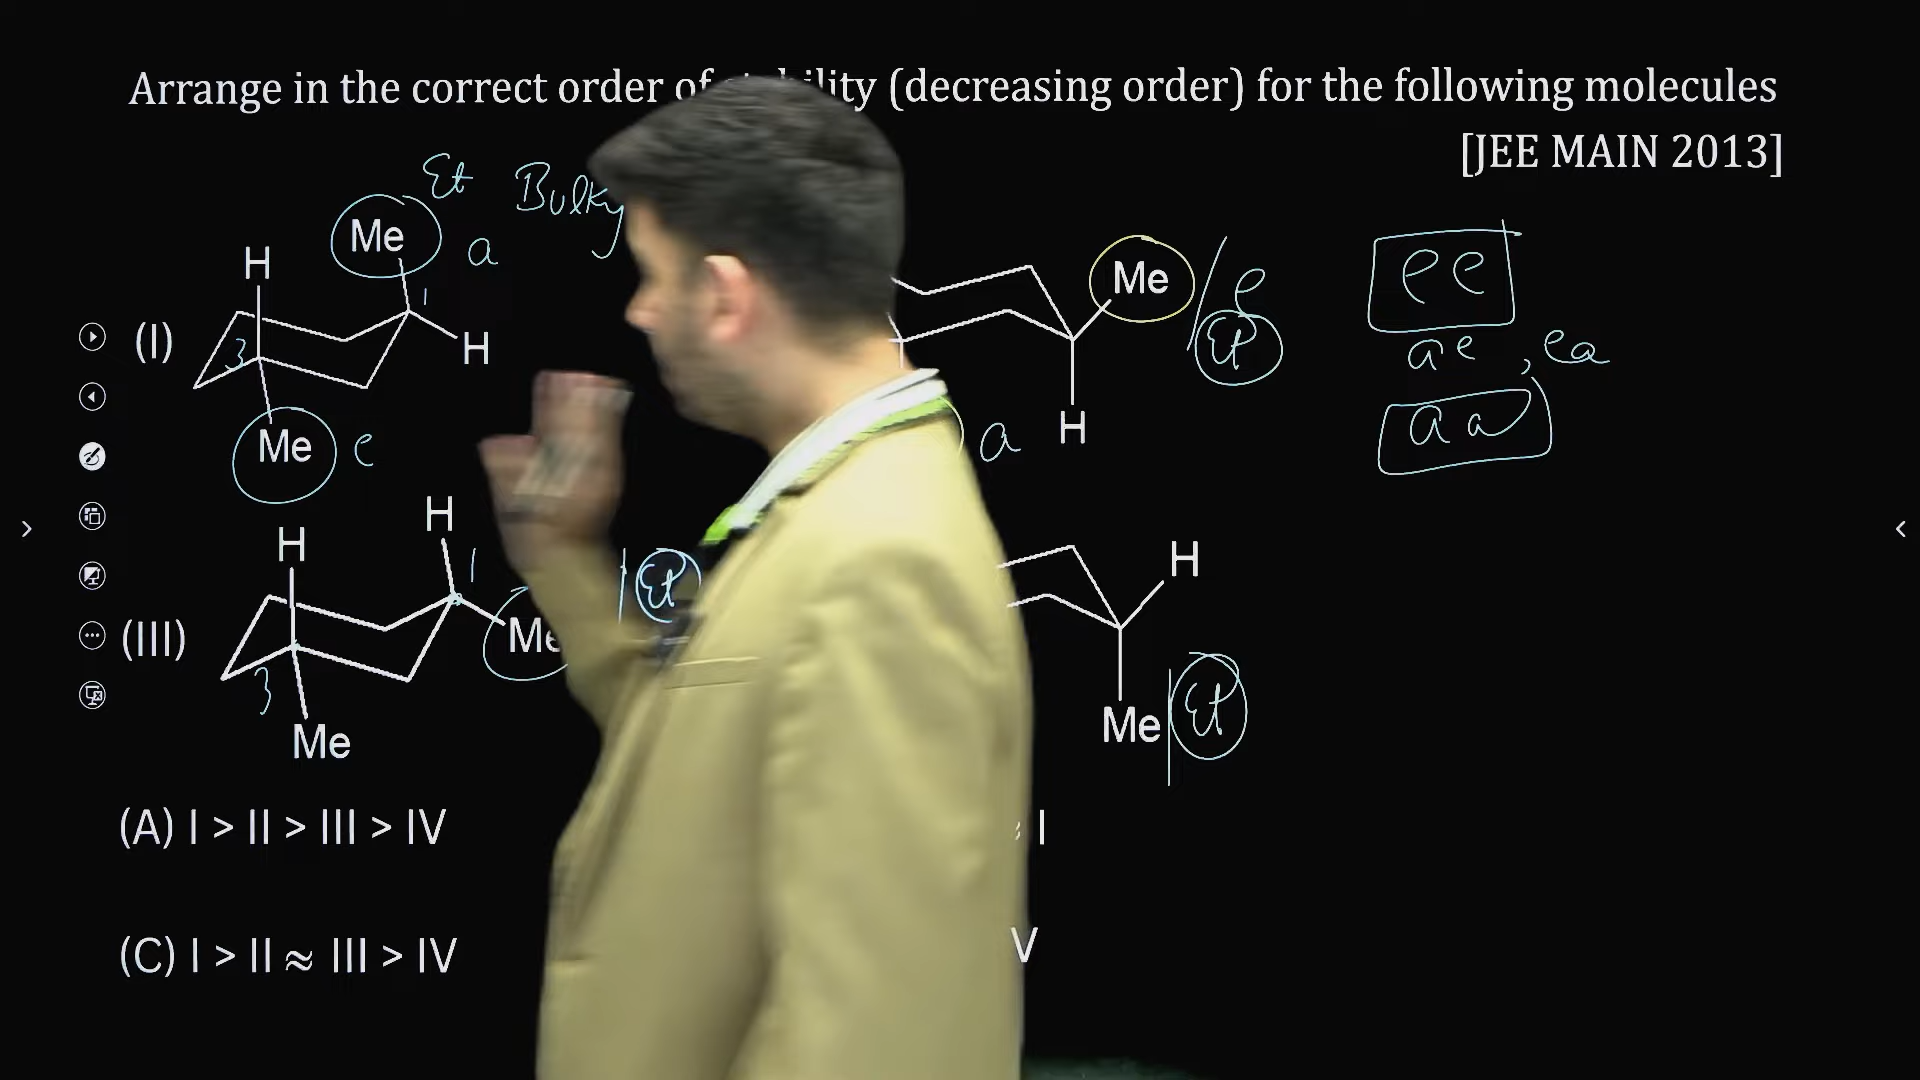 Arrange in the correct order of stability (decreasing order) for the following molecules
[JEE MAIN 2013]
Et Bulky
Me a
H
1
(I) 3 H
Me e
Me / e
Et
a H
ee
ae , ea
aa
H
H 1
Et
(III) Me
3
Me
H
Me | Et
(A) I > II > III > IV
I
(C) I > II ≈ III > IV